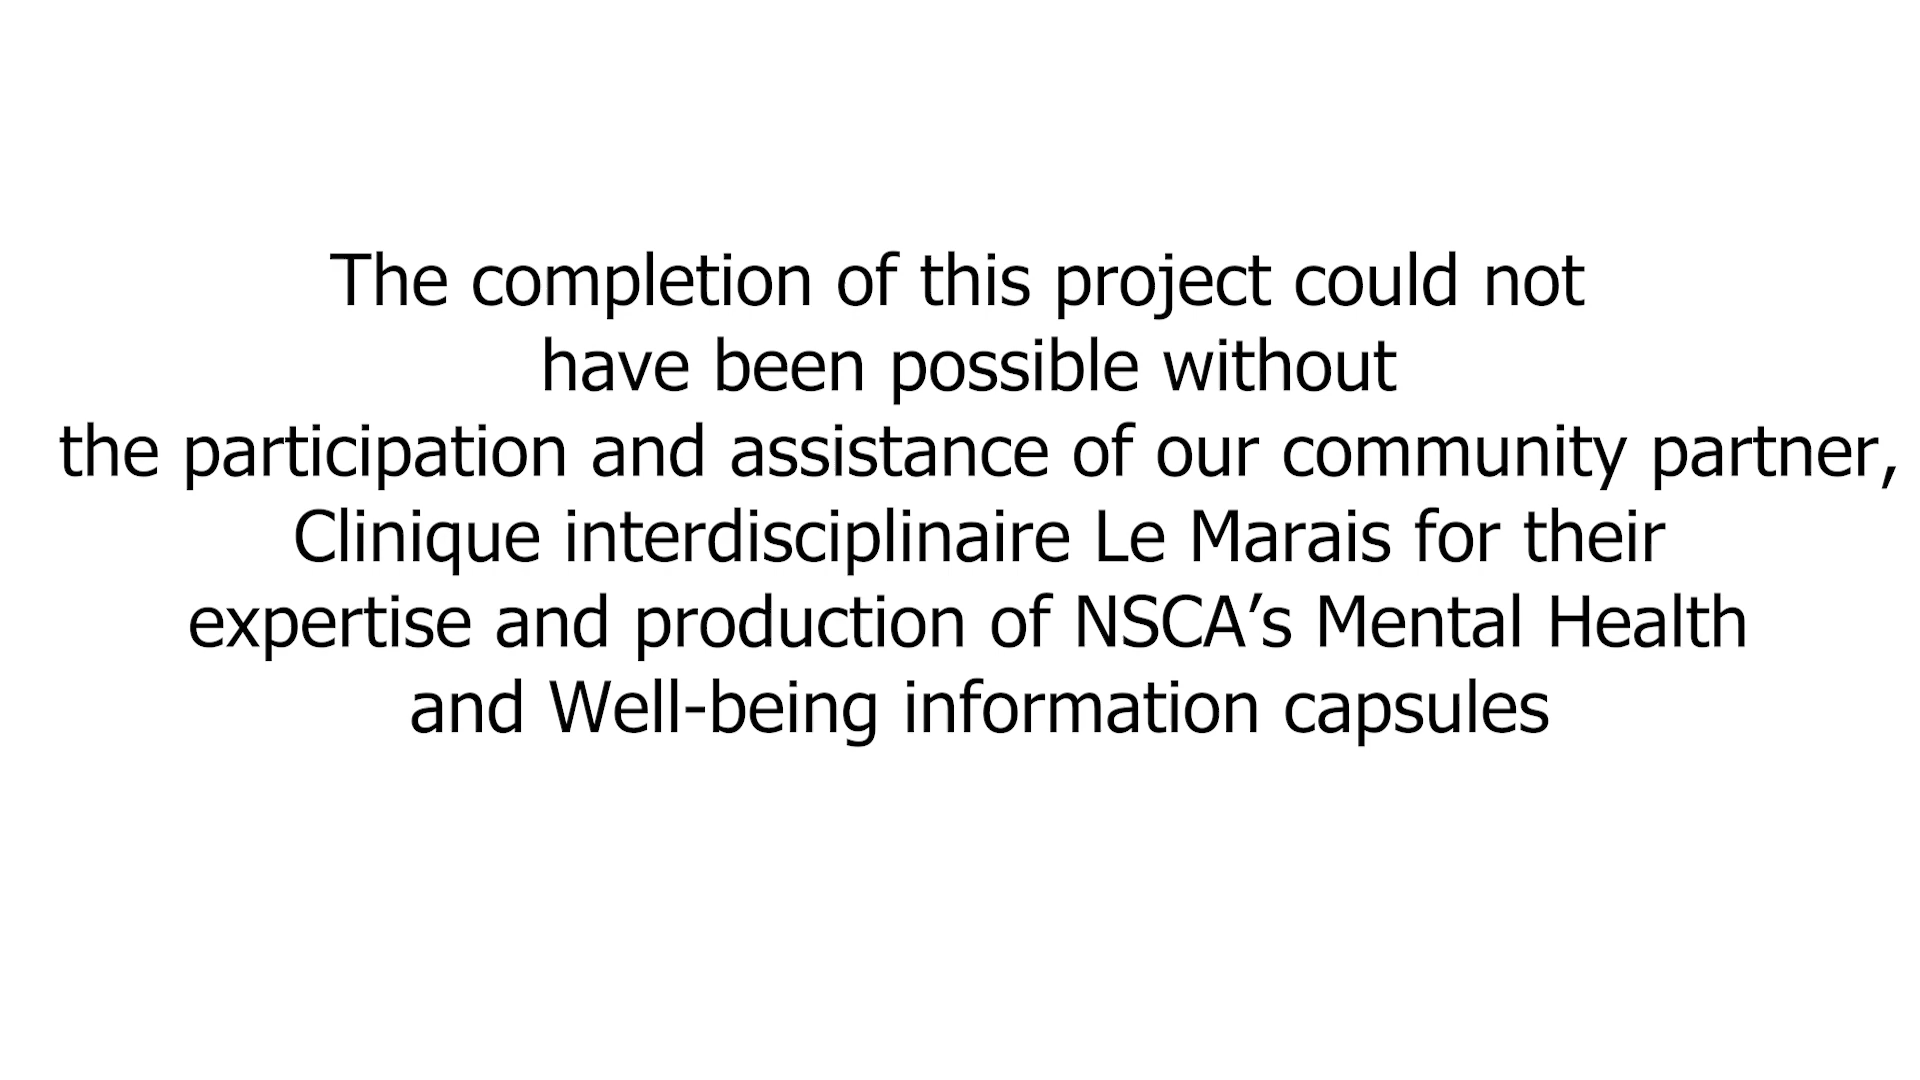 The completion of this project could not
have been possible without
the participation and assistance of our community partner,
Clinique interdisciplinaire Le Marais for their
expertise and production of NSCA’s Mental Health
and Well-being information capsules